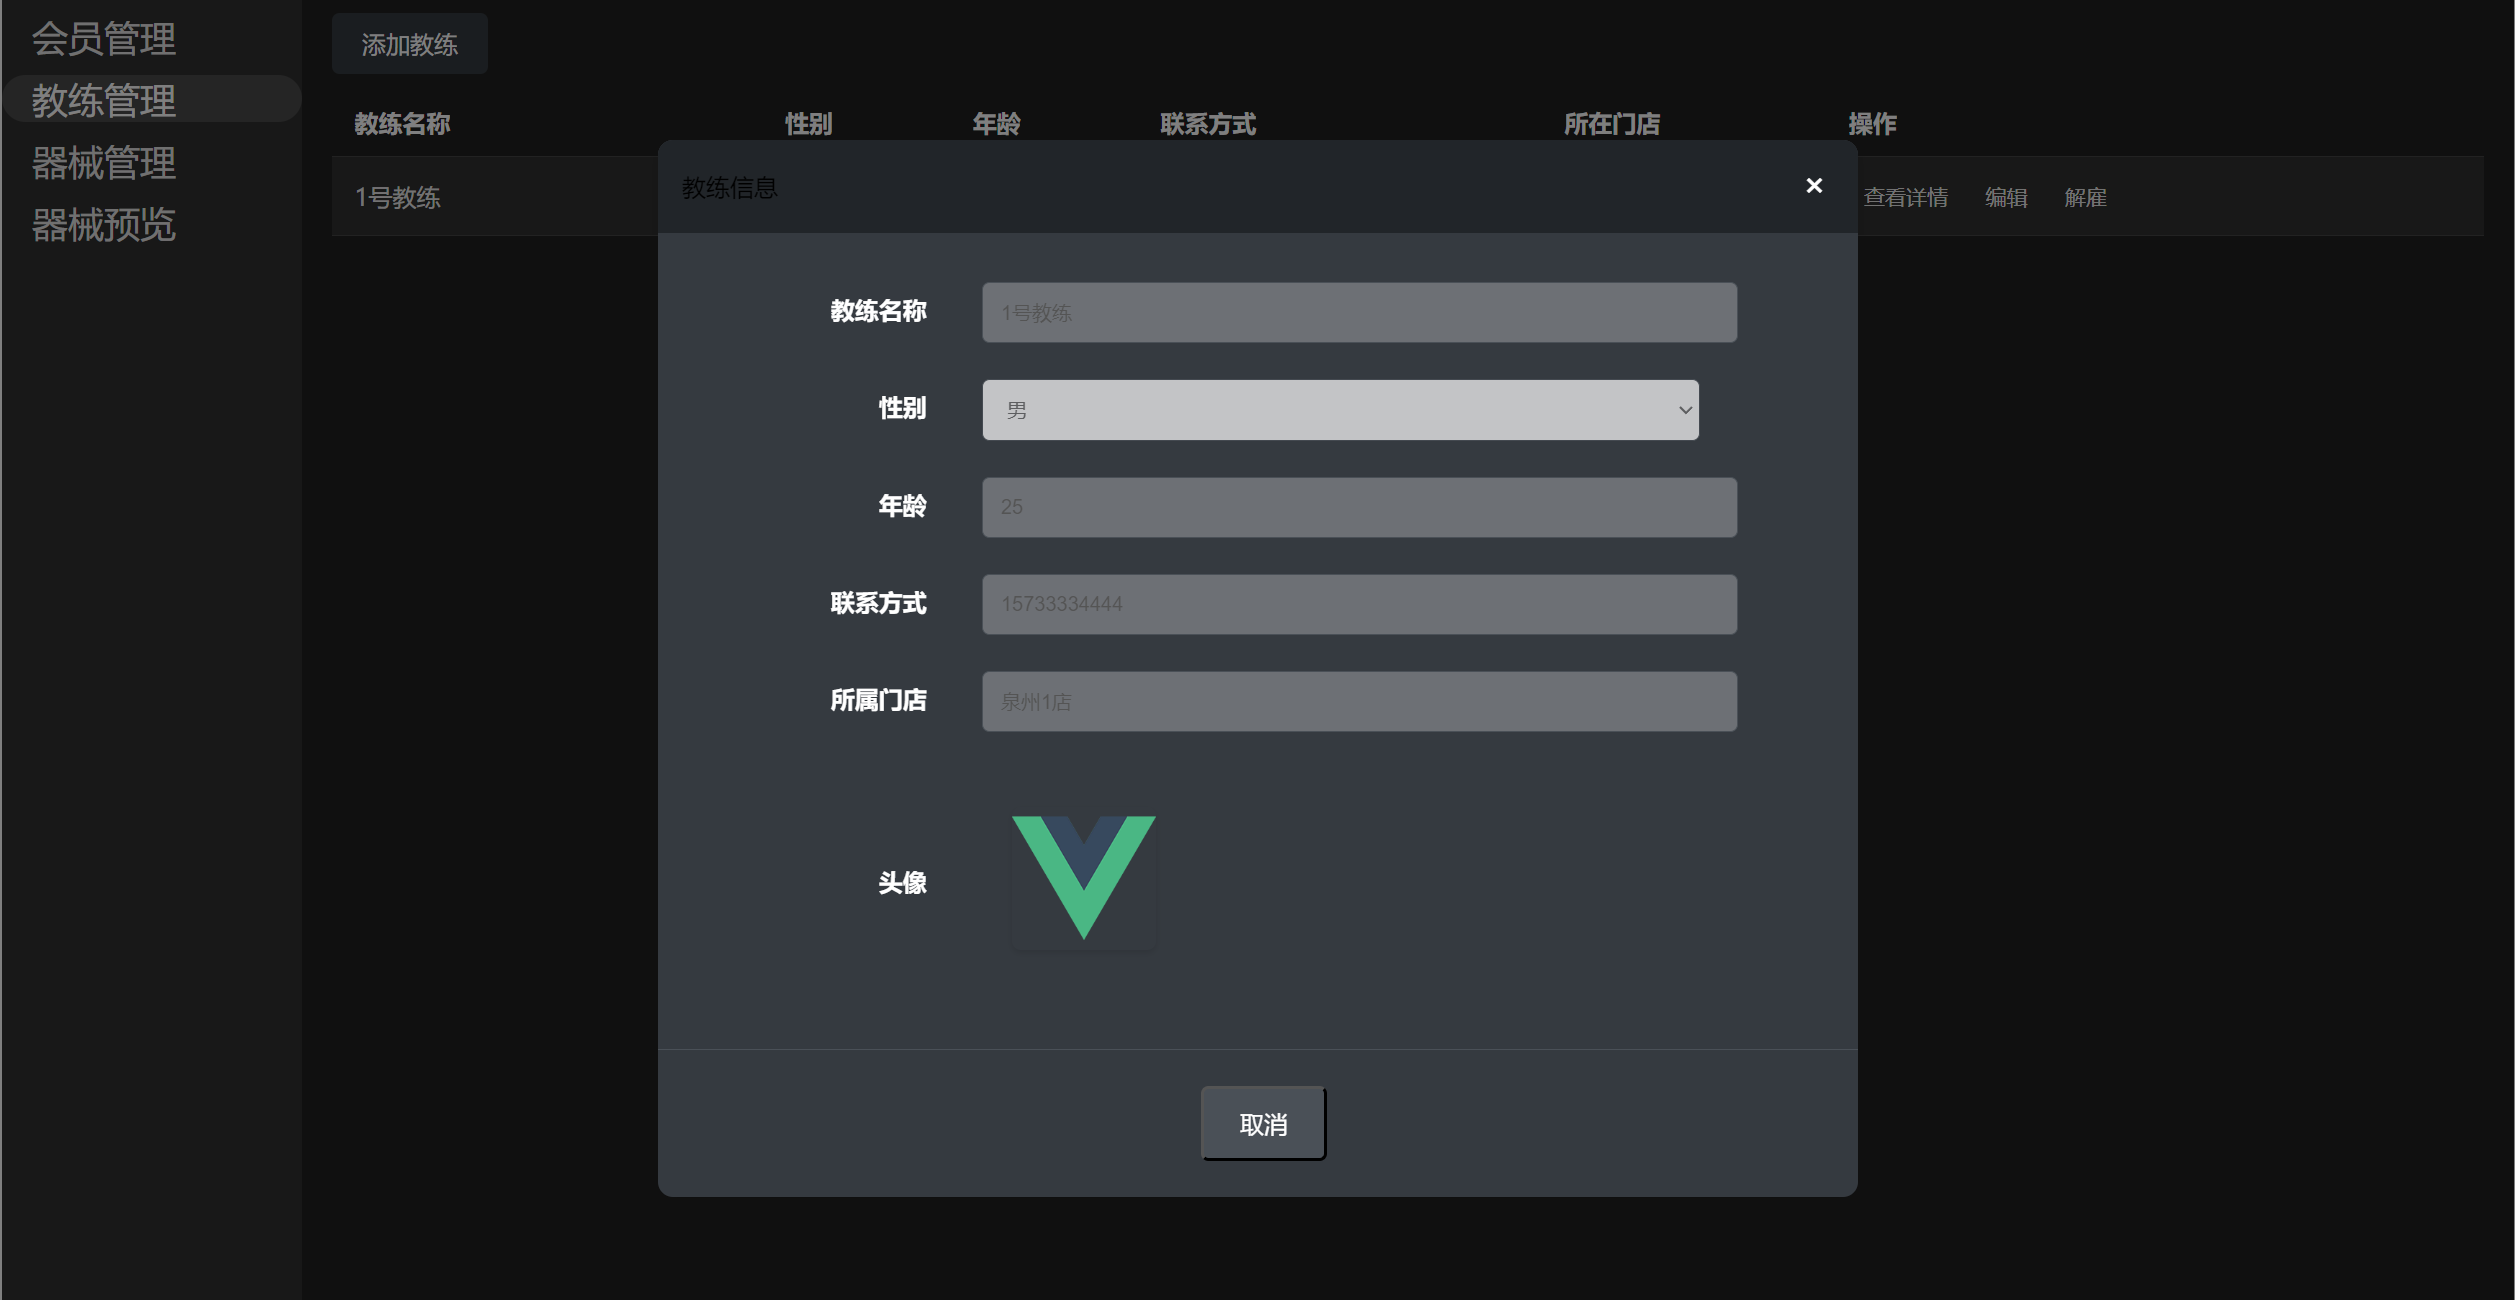 会员管理
教练管理
器械管理
器械预览
添加教练
教练名称 性别 年龄 联系方式 所在门店 操作
1号教练 查看详情 编辑 解雇
教练信息 ×
教练名称 1号教练
性别 男
年龄 25
联系方式 15733334444
所属门店 泉州1店
头像
取消